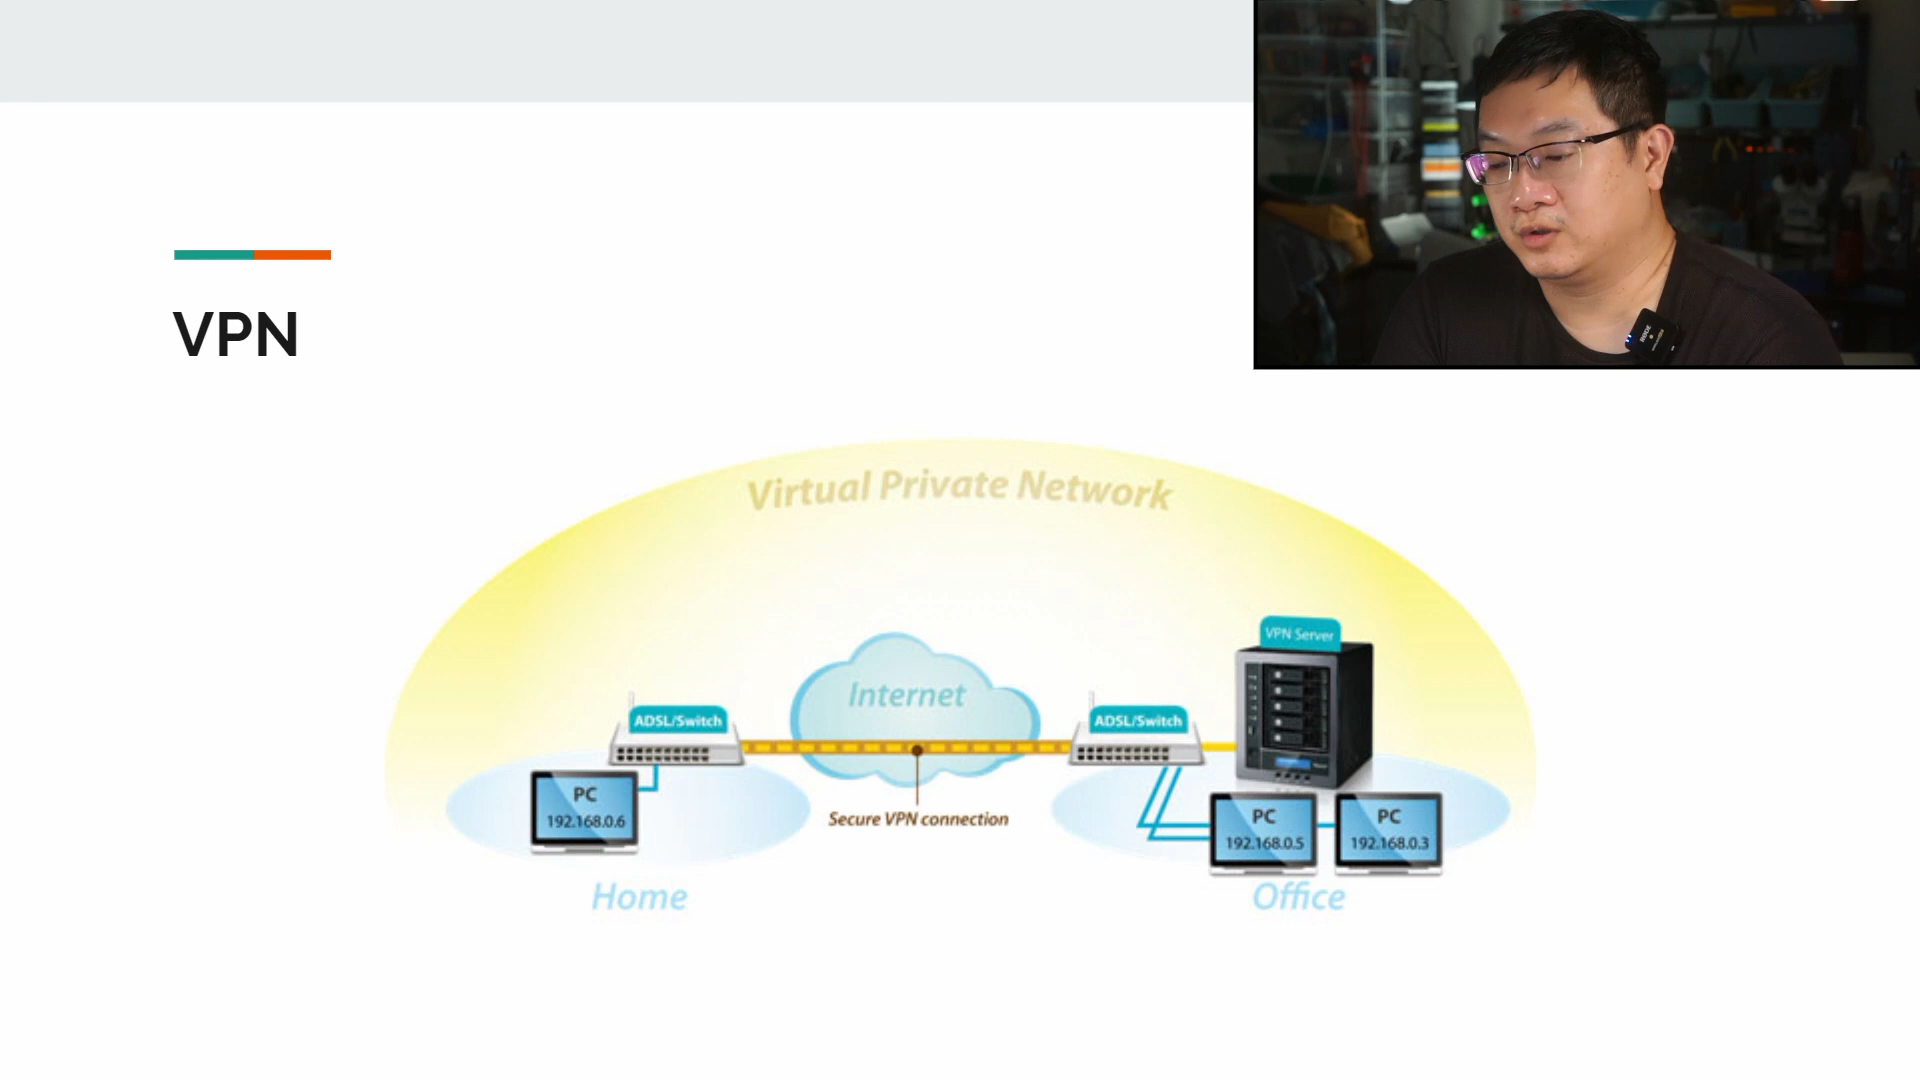 VPN
Virtual Private Network
VPN Server
Internet
ADSL/Switch
ADSL/Switch
PC
192.168.0.6
Secure VPN connection
PC
192.168.0.5
PC
192.168.0.3
Home
Office
RODE